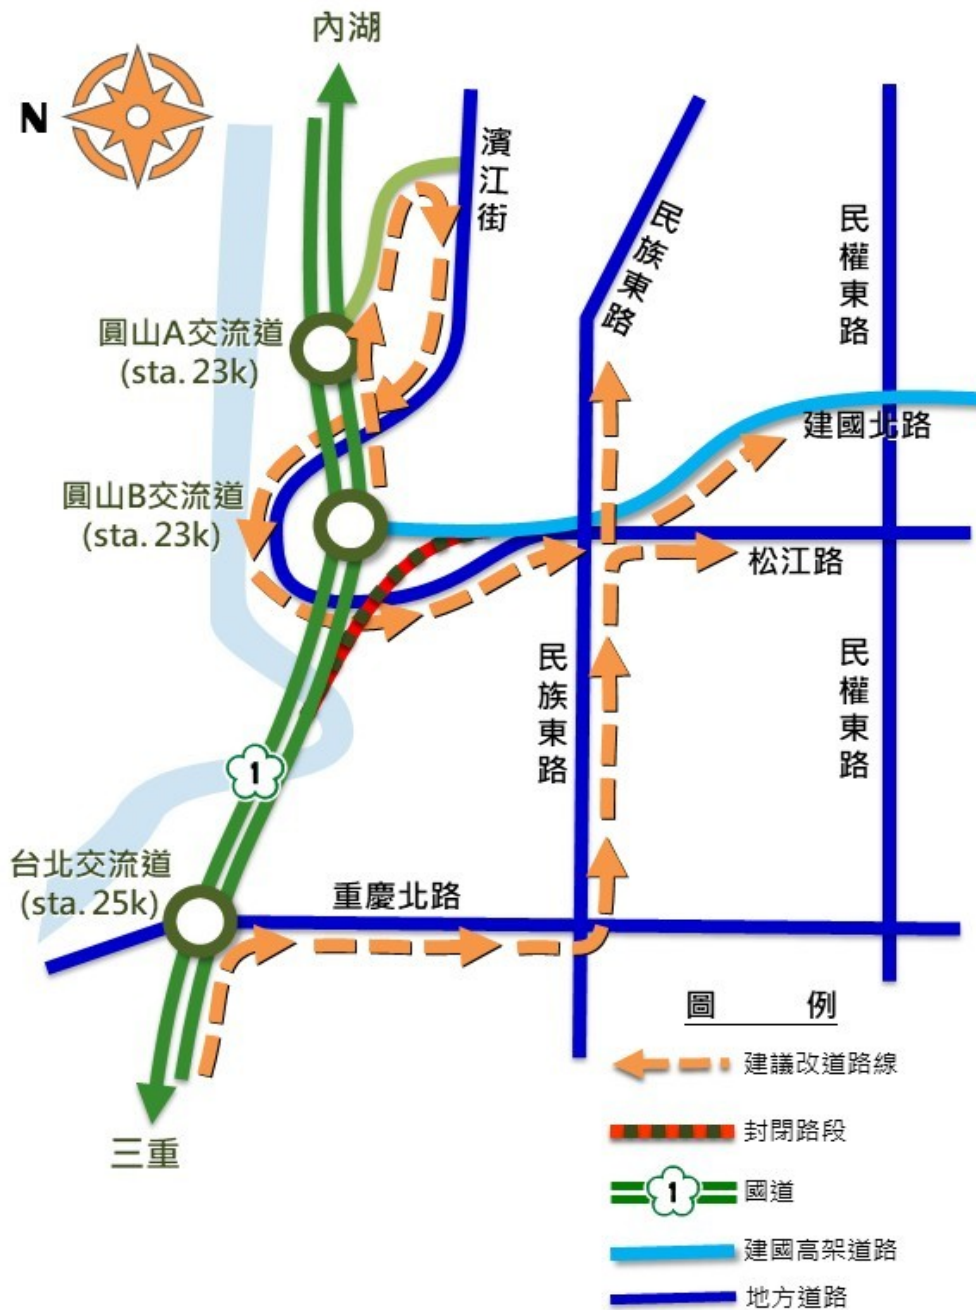 內湖
N
濱江街
民族東路
民權東路
圓山A交流道
(sta. 23k)
建國北路
圓山B交流道
(sta. 23k)
松江路
民族東路
民權東路
1
台北交流道
(sta. 25k)
重慶北路
三重
圖 例
建議改道路線
封閉路段
1
國道
建國高架道路
地方道路